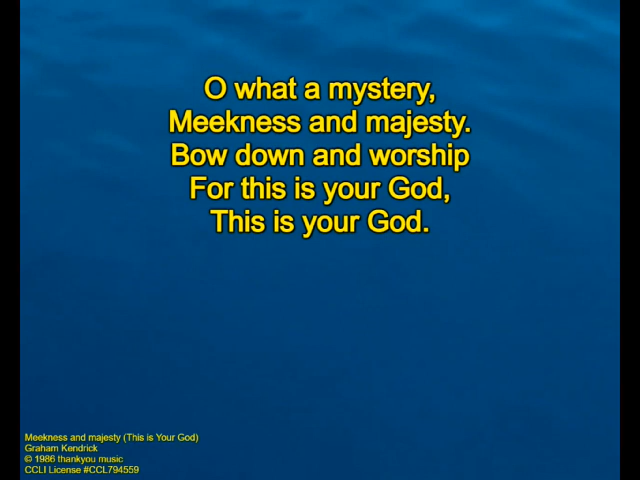 O what a mystery,
Meekness and majesty.
Bow down and worship
For this is your God,
This is your God.
Meekness and majesty (This is Your God)
Graham Kendrick
© 1986 thankyou music
CCLI License #CCL794559